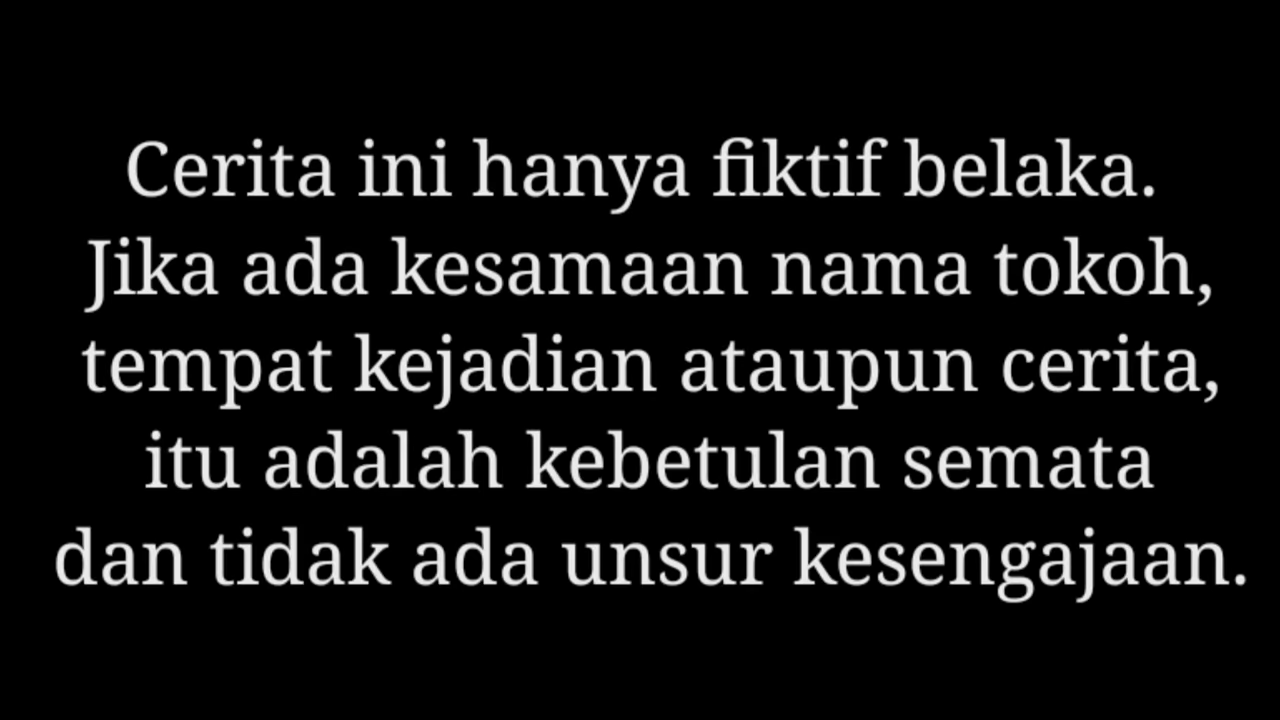 Cerita ini hanya fiktif belaka.
Jika ada kesamaan nama tokoh,
tempat kejadian ataupun cerita,
itu adalah kebetulan semata
dan tidak ada unsur kesengajaan.